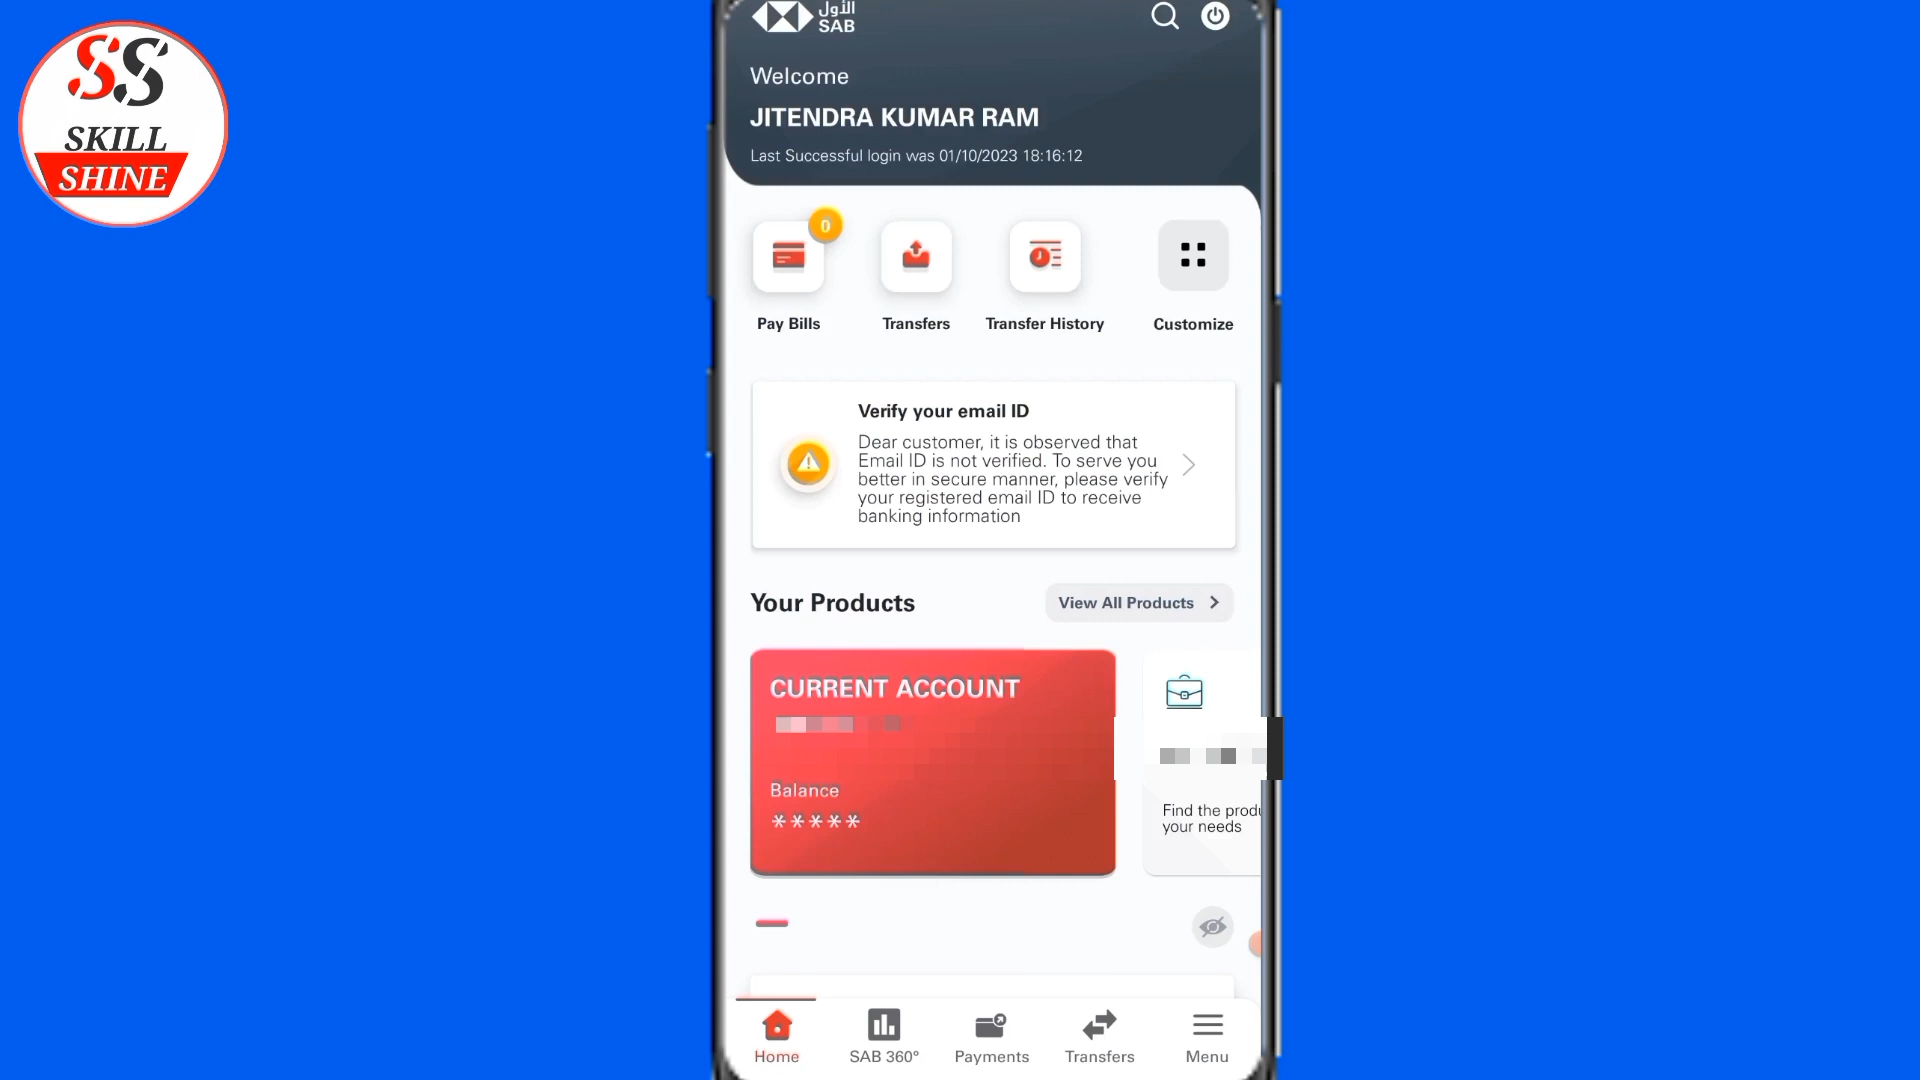 SS
SKILL
SHINE
الأول
SAB
Welcome
JITENDRA KUMAR RAM
Last Successful login was 01/10/2023 18:16:12
0
Pay Bills
Transfers
Transfer History
Customize
Verify your email ID
Dear customer, it is observed that
Email ID is not verified. To serve you
better in secure manner, please verify
your registered email ID to receive
banking information
Your Products
View All Products
CURRENT ACCOUNT
Balance
*****
Find the produ
your needs
Home
SAB 360°
Payments
Transfers
Menu